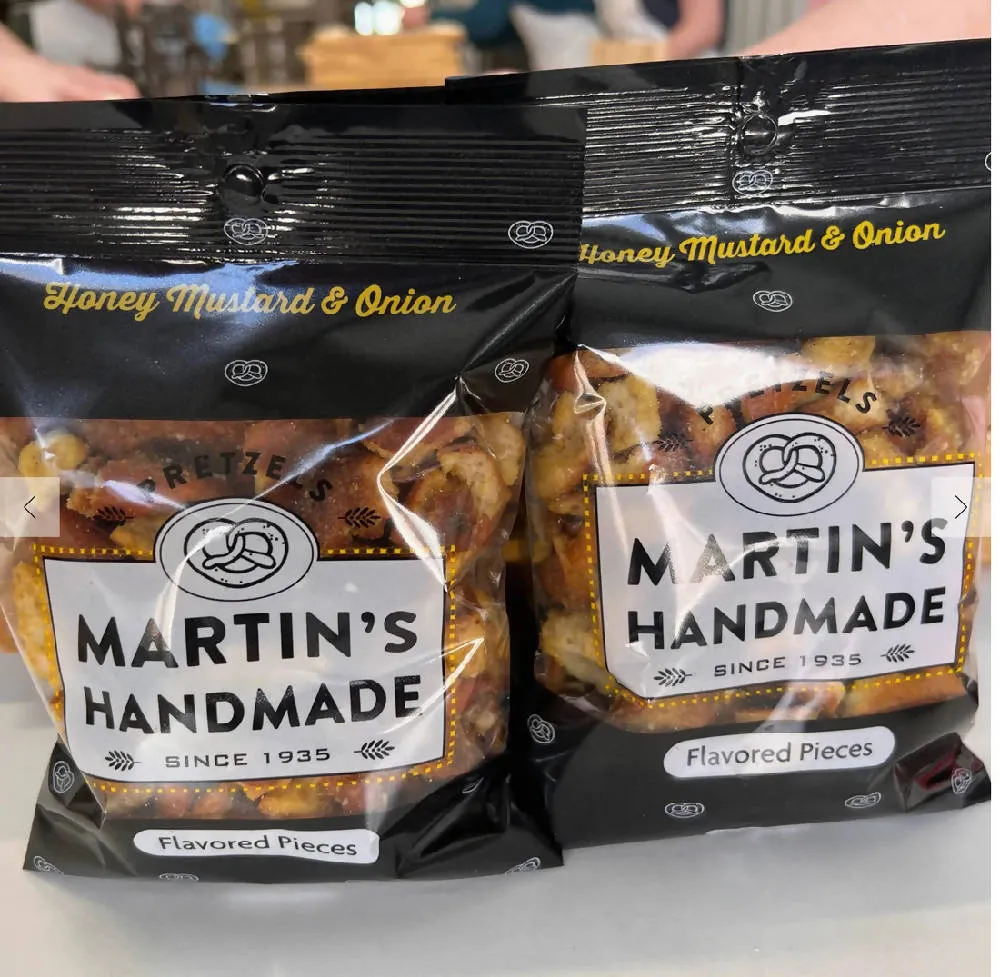 Honey Mustard & Onion
PRETZELS
MARTIN'S
HANDMADE
SINCE 1935
Flavored Pieces
Honey Mustard & Onion
PRETZELS
MARTIN'S
HANDMADE
SINCE 1935
Flavored Pieces